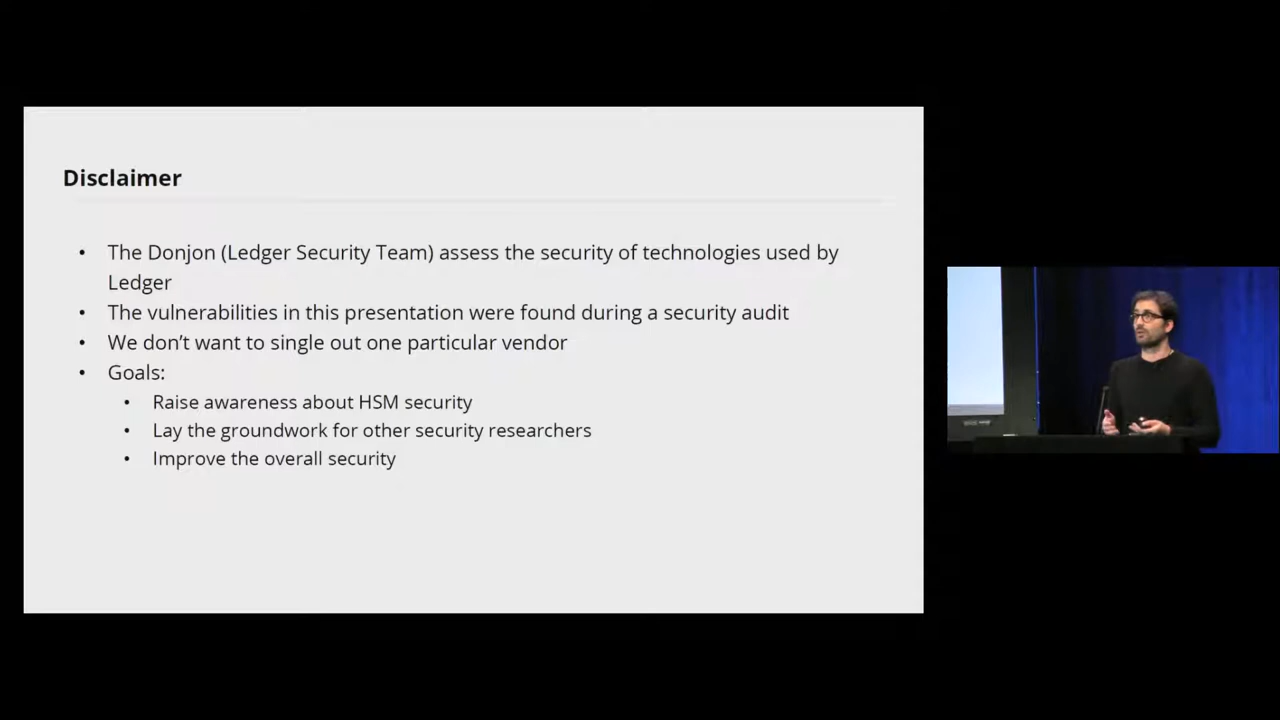 Disclaimer
• The Donjon (Ledger Security Team) assess the security of technologies used by
Ledger
• The vulnerabilities in this presentation were found during a security audit
• We don’t want to single out one particular vendor
• Goals:
• Raise awareness about HSM security
• Lay the groundwork for other security researchers
• Improve the overall security